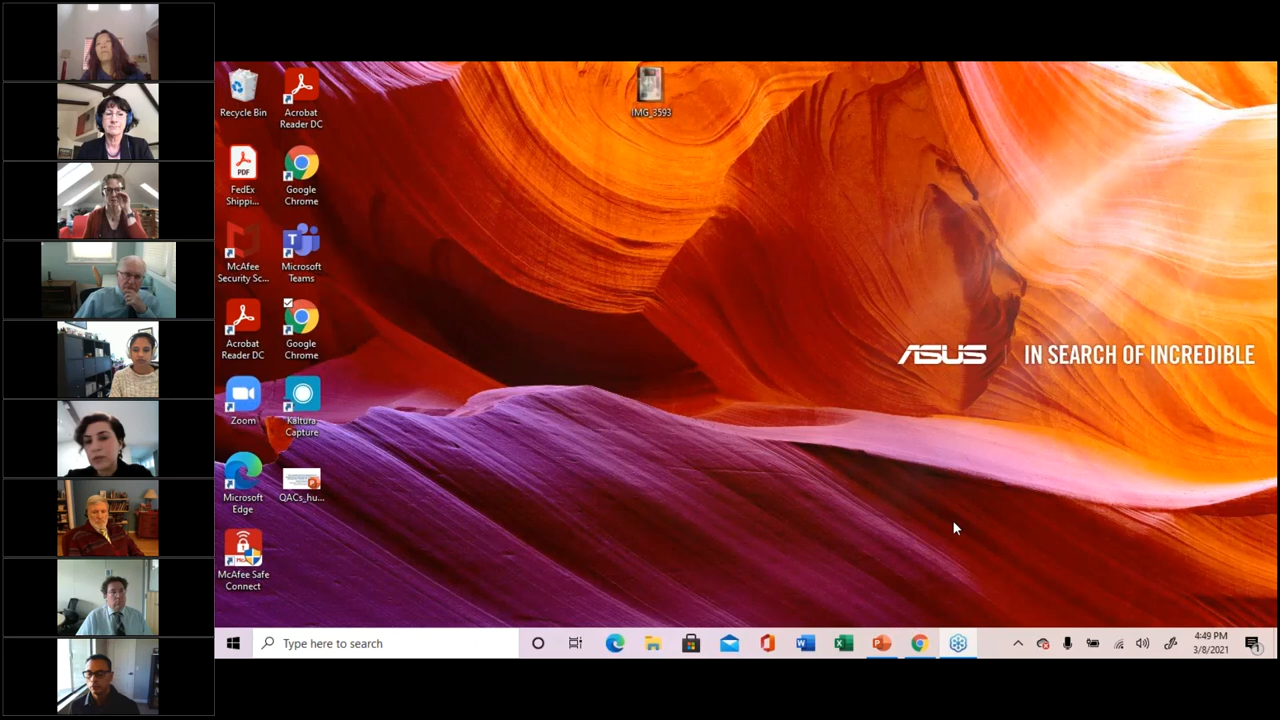 Recycle Bin
Acrobat
Reader DC
IMG_3593
PDF
FedEx
Shippi...
Google
Chrome
McAfee
Security Sc...
Microsoft
Teams
Acrobat
Reader DC
Google
Chrome
ASUS
IN SEARCH OF INCREDIBLE
Zoom
Kaltura
Capture
Microsoft
Edge
QACs_hu...
McAfee Safe
Connect
Type here to search
4:49 PM
3/8/2021